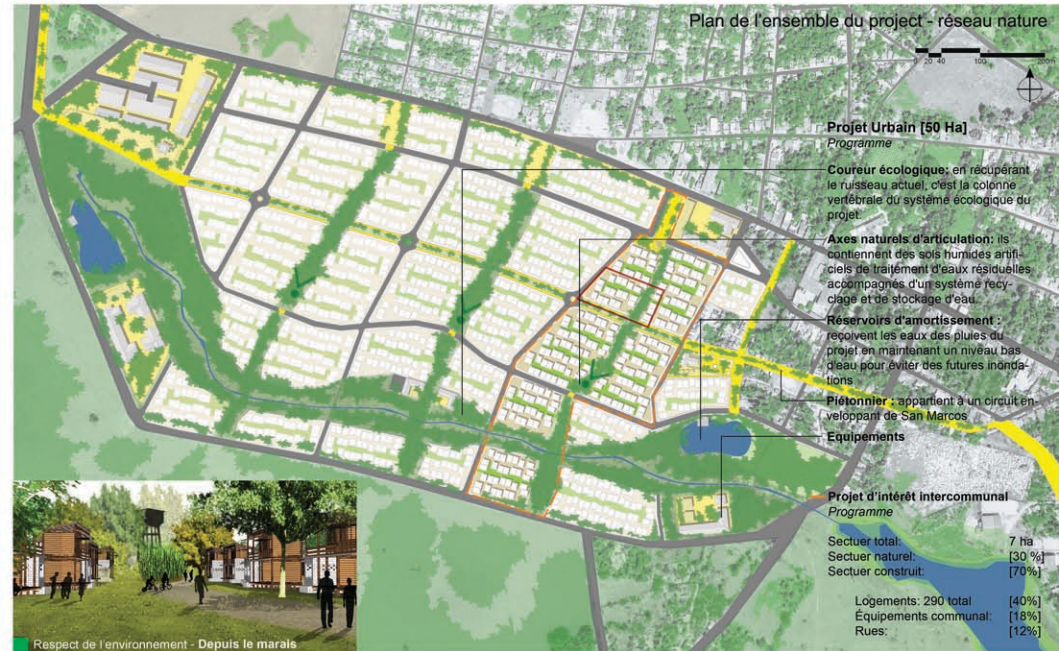 Plan de l'ensemble du project - réseau nature
0 20 40 100 200m
Projet Urbain [50 Ha]
Programme
Coureur écologique: en récupérant
le ruisseau actuel, c'est la colonne
vertébrale du système écologique du
projet.
Axes naturels d'articulation: ils
contiennent des sols humides artifi-
ciels de traitement d'eaux résiduelles
accompagnés d'un système recy-
clage et de stockage d'eau.
Réservoirs d'amortissement :
reçoivent les eaux des pluies du
projet en maintenant un niveau bas
d'eau pour éviter des futures inonda-
tions
Piétonnier : appartient à un circuit en-
veloppant de San Marcos
Equipements
Projet d'intérêt intercommunal
Programme
Sectuer total: 7 ha
Sectuer naturel: [30 %]
Sectuer construit: [70%]
Logements: 290 total [40%]
Équipements communal: [18%]
Rues: [12%]
Respect de l'environnement - Depuis le marais